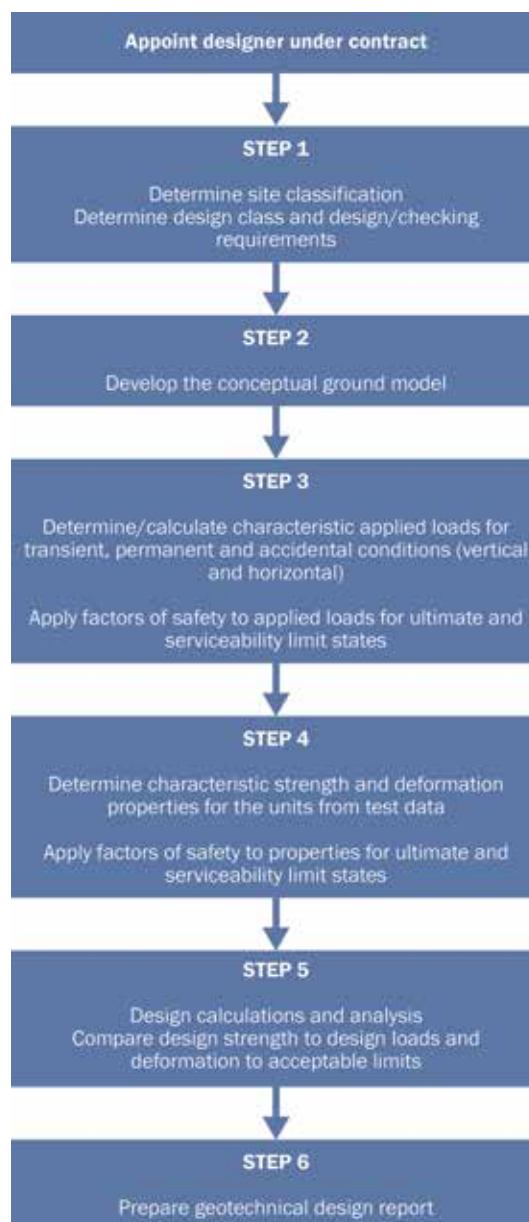 Appoint designer under contract
STEP 1
Determine site classification
Determine design class and design/checking
requirements
STEP 2
Develop the conceptual ground model
STEP 3
Determine/calculate characteristic applied loads for
transient, permanent and accidental conditions (vertical
and horizontal)
Apply factors of safety to applied loads for ultimate and
serviceability limit states
STEP 4
Determine characteristic strength and deformation
properties for the units from test data
Apply factors of safety to properties for ultimate and
serviceability limit states
STEP 5
Design calculations and analysis
Compare design strength to design loads and
deformation to acceptable limits
STEP 6
Prepare geotechnical design report